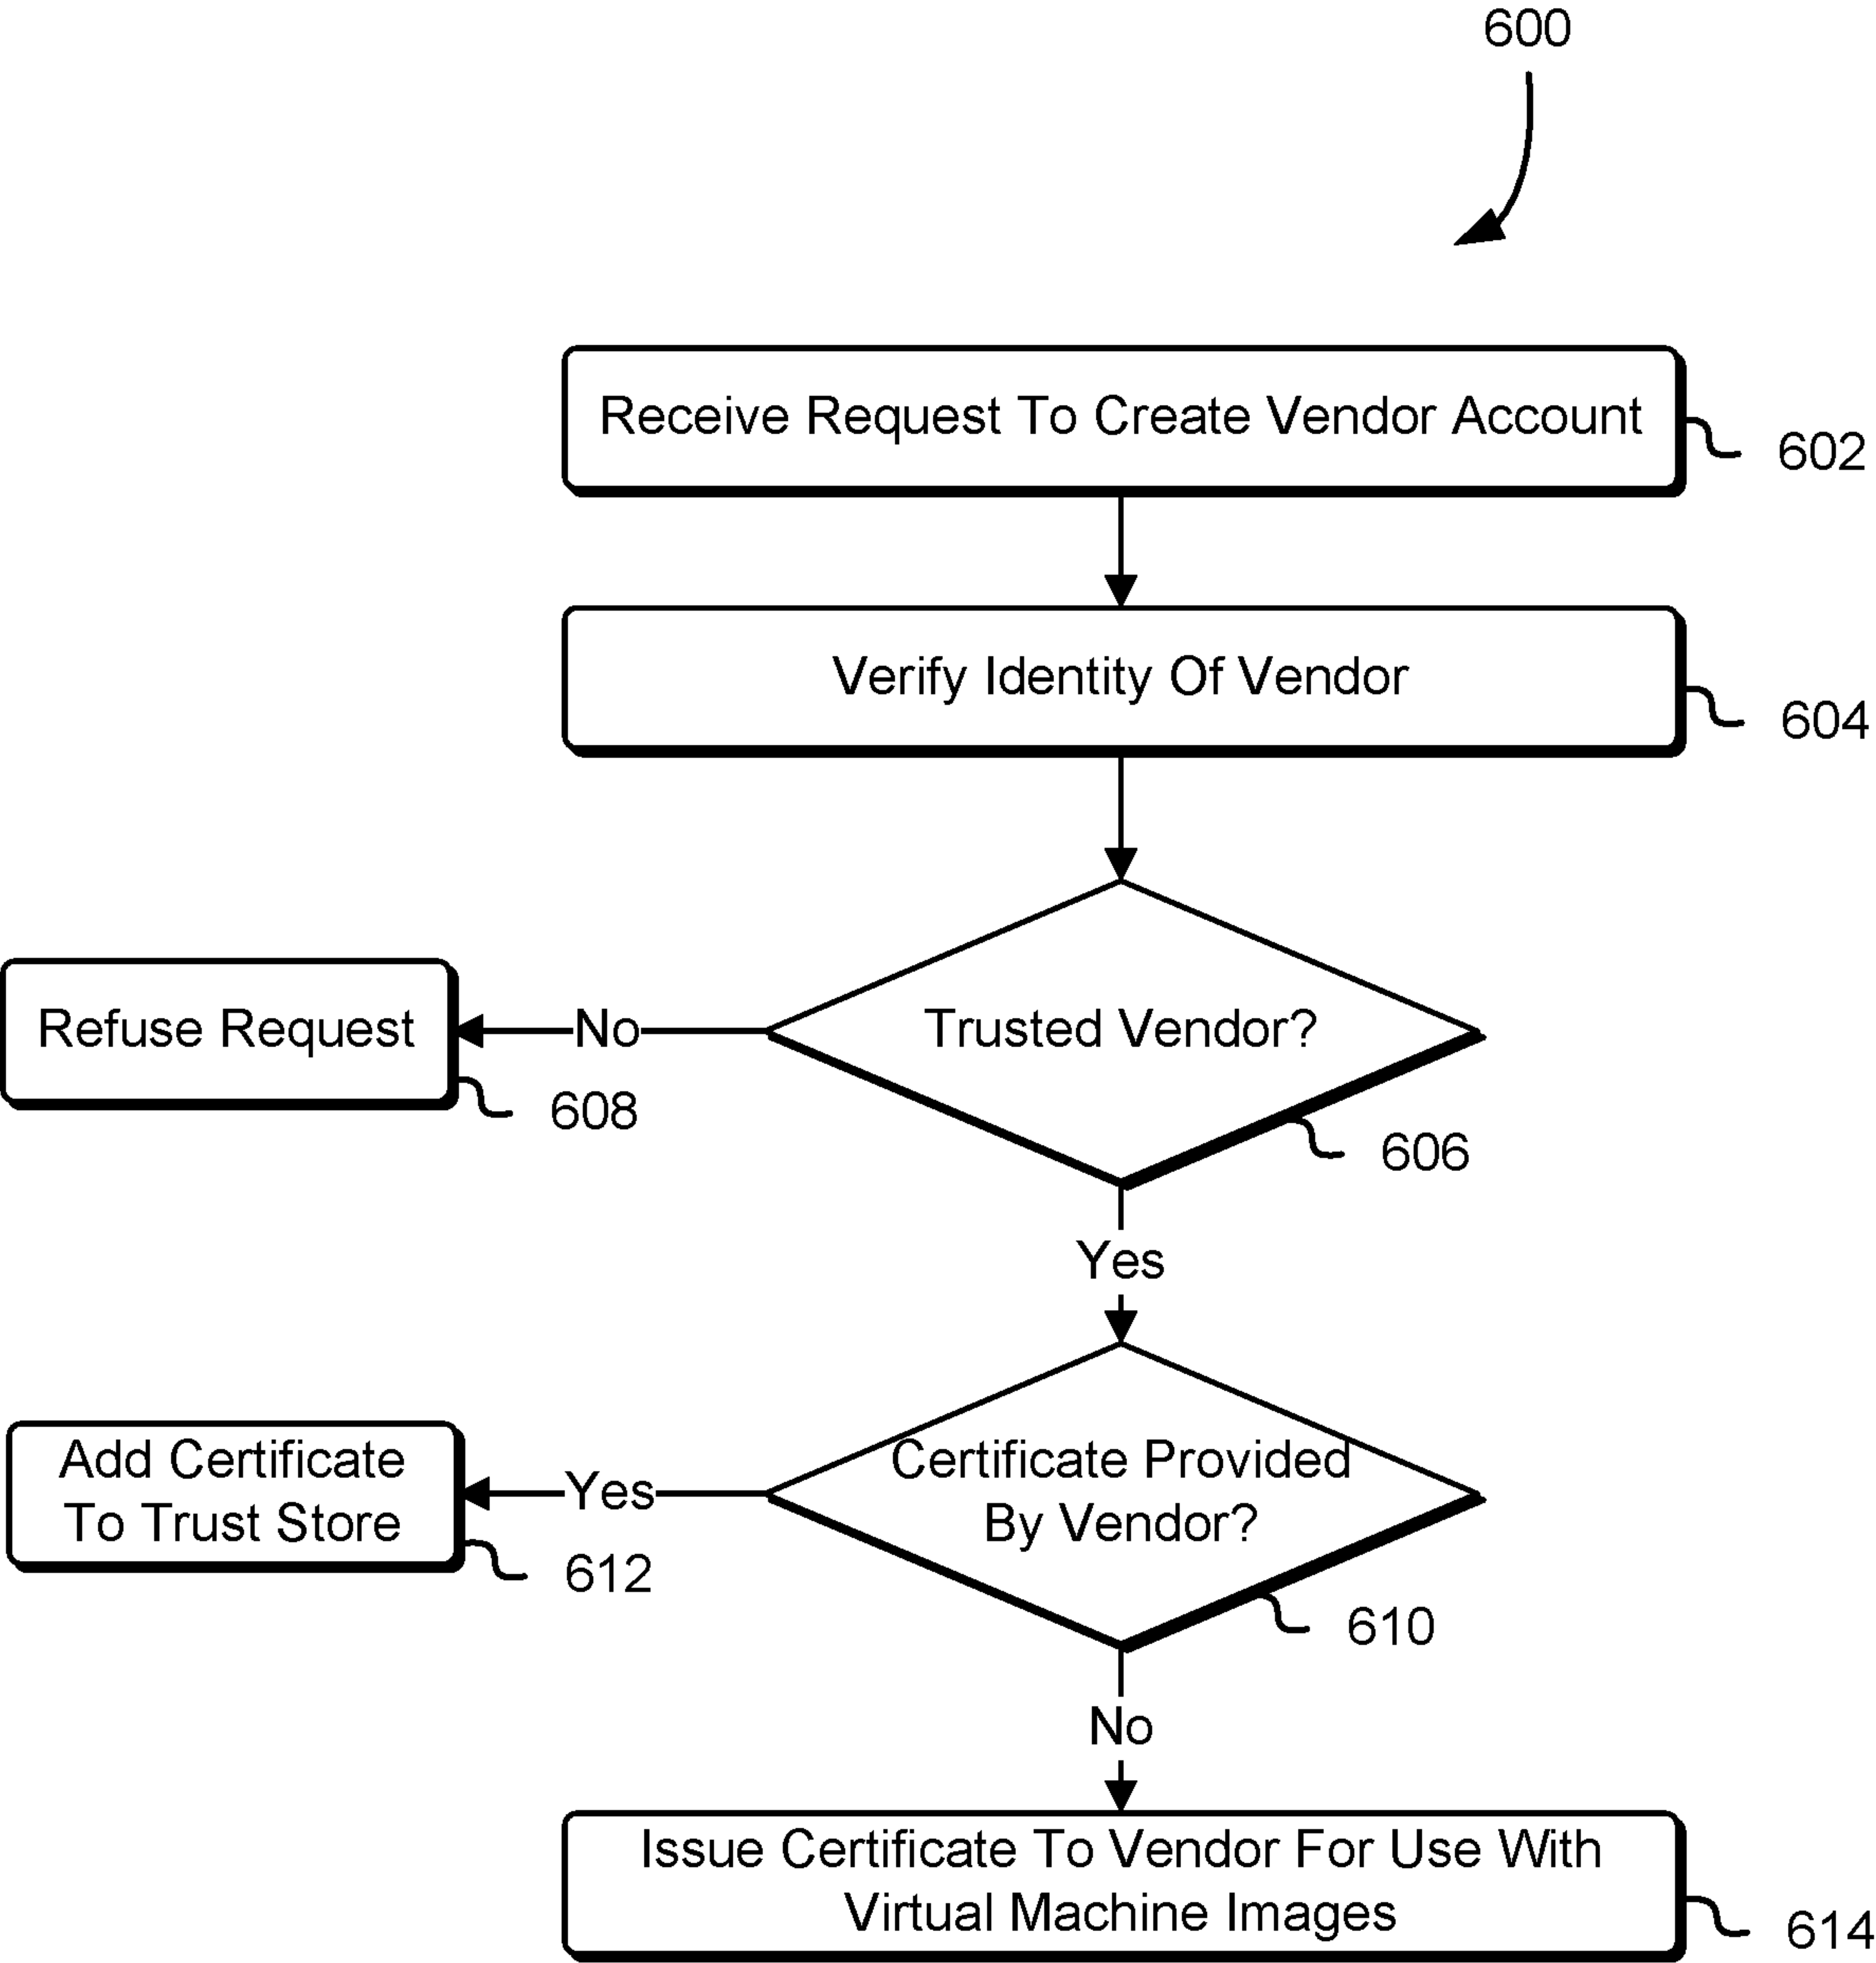 600
Receive Request To Create Vendor Account
602
Verify Identity Of Vendor
604
Trusted Vendor?
606
No
Refuse Request
608
Yes
Certificate Provided
By Vendor?
610
Yes
Add Certificate
To Trust Store
612
No
Issue Certificate To Vendor For Use With
Virtual Machine Images
614